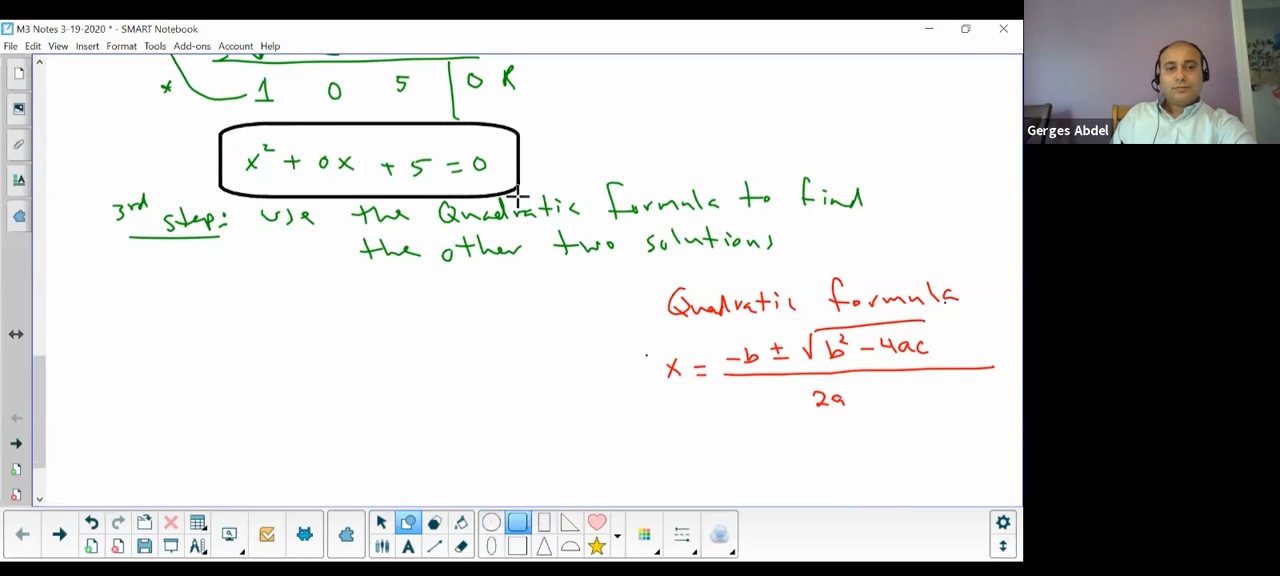 M3 Notes 3-19-2020 * - SMART Notebook
File Edit View Insert Format Tools Add-ons Account Help
* 1 0 5 0 R
x² + 0x + 5 = 0
3rd step: use the Quadratic formula to find
the other two solutions
Quadratic formula
x = -b ± √b² - 4ac
2a
Gerges Abdel